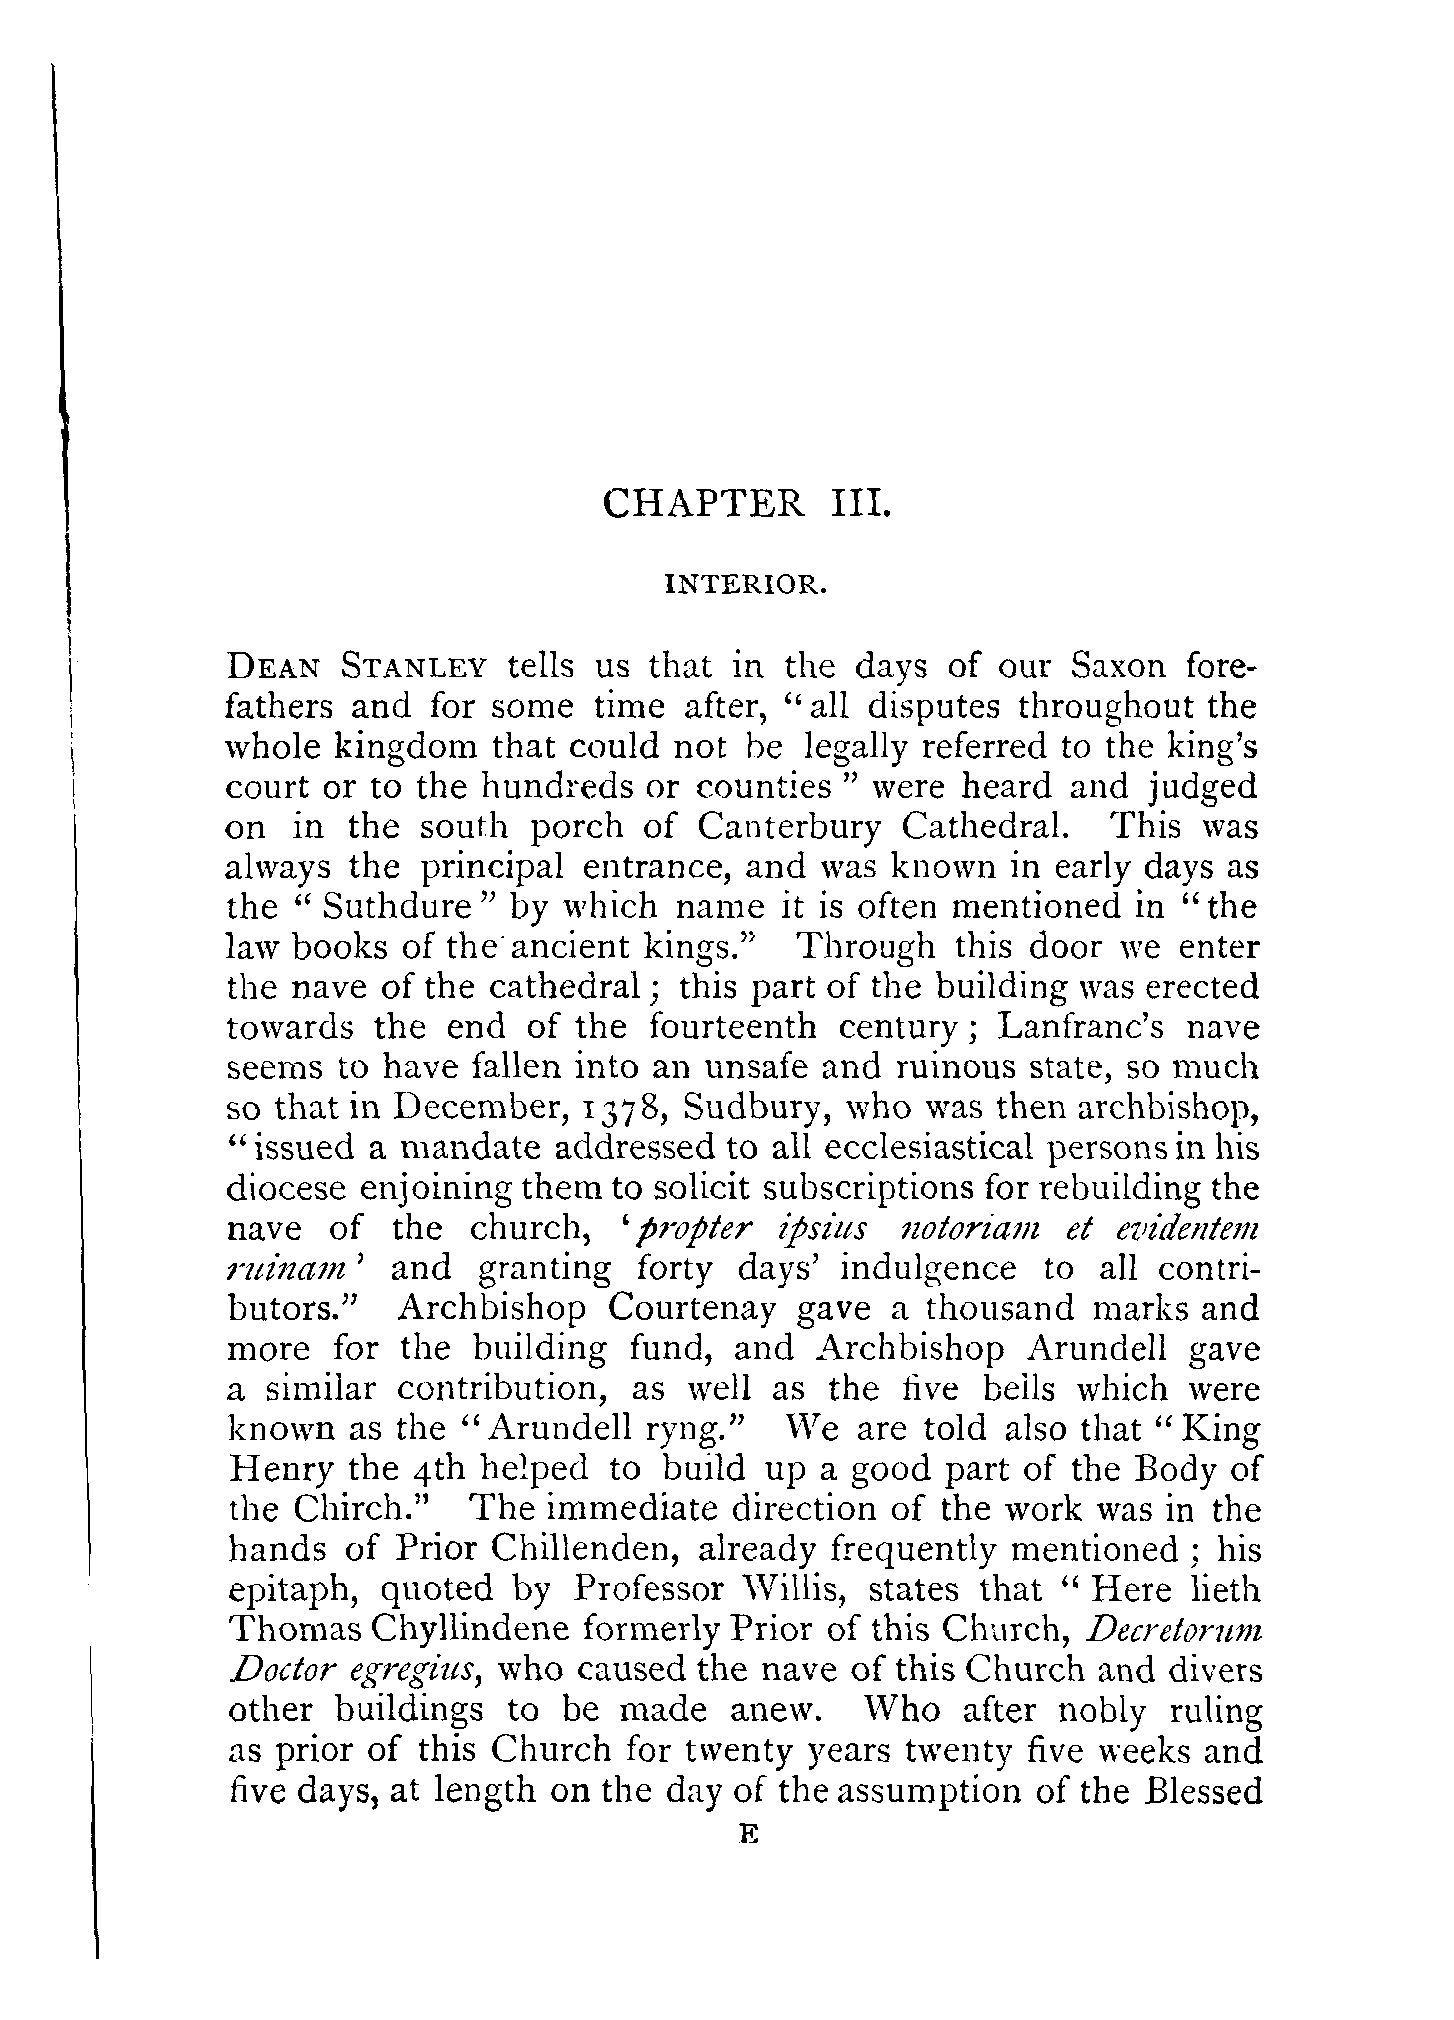 CHAPTER III.
INTERIOR.
DEAN STANLEY tells us that in the days of our Saxon fore-
fathers and for some time after, “all disputes throughout the
whole kingdom that could not be legally referred to the king’s
court or to the hundreds or counties” were heard and judged
on in the south porch of Canterbury Cathedral. This was
always the principal entrance, and was known in early days as
the “Suthdure” by which name it is often mentioned in “the
law books of the ancient kings.” Through this door we enter
the nave of the cathedral; this part of the building was erected
towards the end of the fourteenth century; Lanfranc’s nave
seems to have fallen into an unsafe and ruinous state, so much
so that in December, 1378, Sudbury, who was then archbishop,
“issued a mandate addressed to all ecclesiastical persons in his
diocese enjoining them to solicit subscriptions for rebuilding the
nave of the church, ‘propter ipsius notoriam et evidentem
ruinam’ and granting forty days’ indulgence to all contri-
butors.” Archbishop Courtenay gave a thousand marks and
more for the building fund, and Archbishop Arundell gave
a similar contribution, as well as the five bells which were
known as the “Arundell ryng.” We are told also that “King
Henry the 4th helped to build up a good part of the Body of
the Chirch.” The immediate direction of the work was in the
hands of Prior Chillenden, already frequently mentioned; his
epitaph, quoted by Professor Willis, states that “Here lieth
Thomas Chyllindene formerly Prior of this Church, Decretorum
Doctor egregius, who caused the nave of this Church and divers
other buildings to be made anew. Who after nobly ruling
as prior of this Church for twenty years twenty five weeks and
five days, at length on the day of the assumption of the Blessed
E